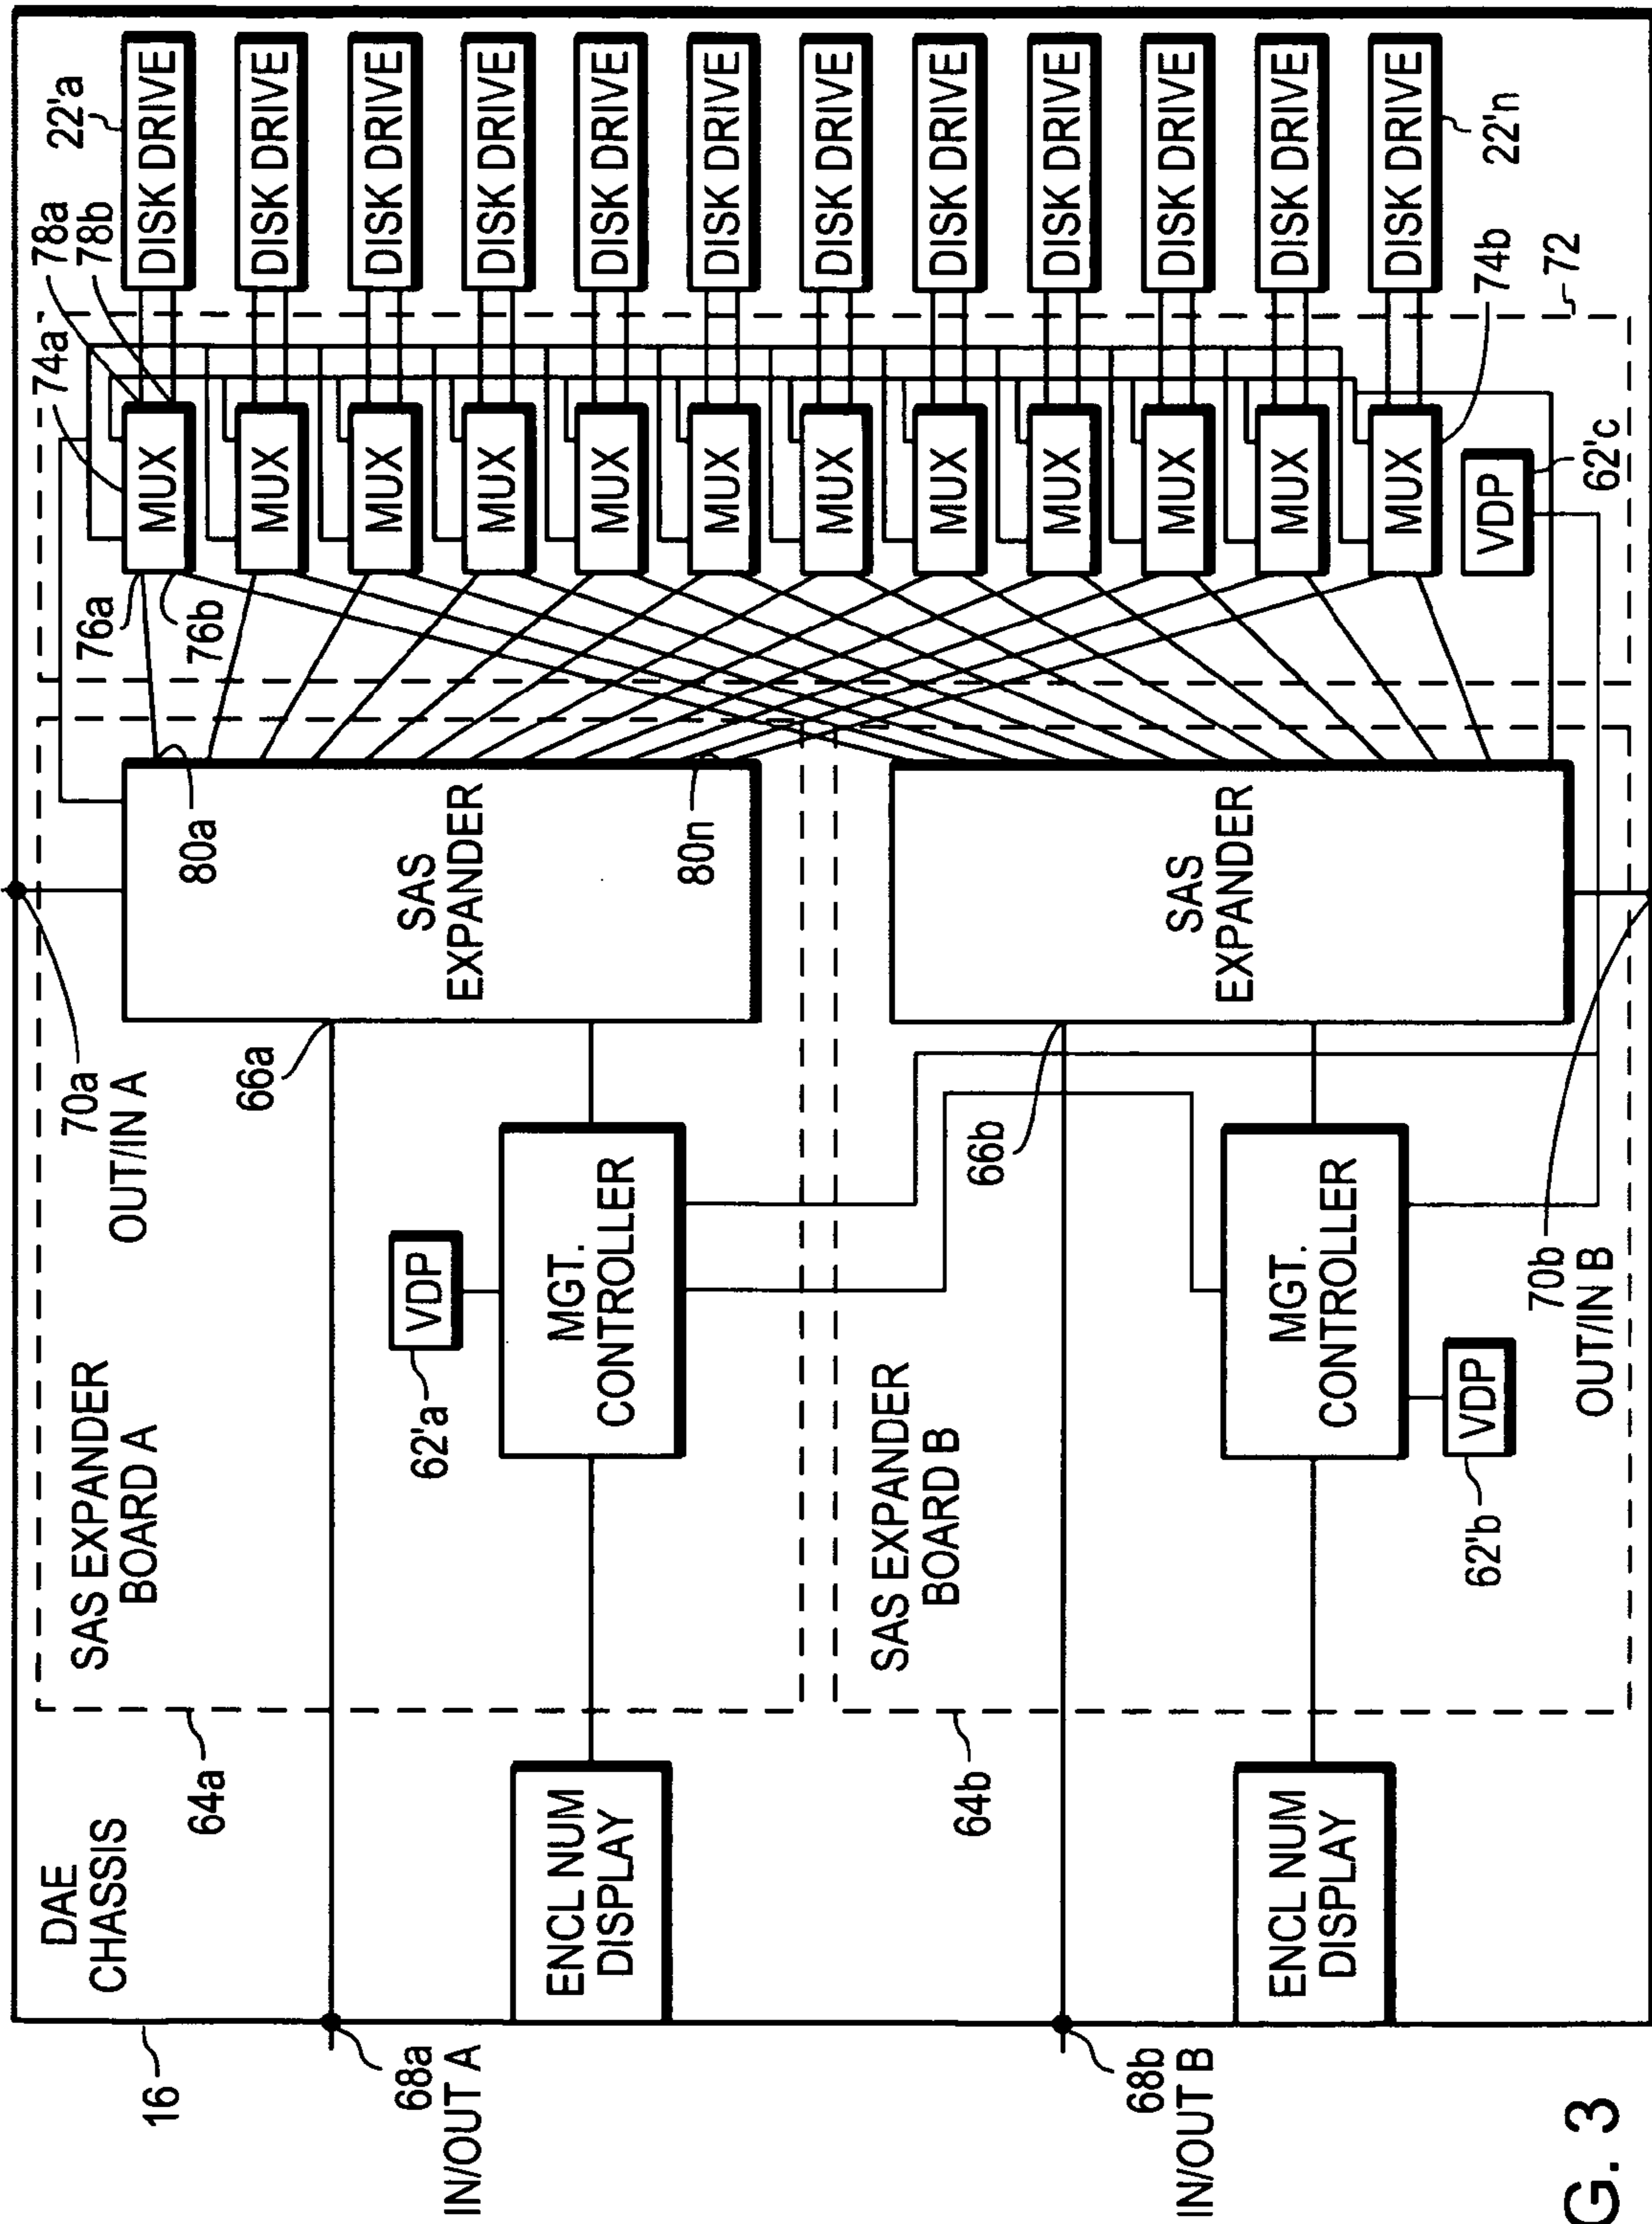 DAE
CHASSIS
16
68a
IN/OUT A
68b
IN/OUT B
ENCL NUM
DISPLAY
ENCL NUM
DISPLAY
64a
64b
SAS EXPANDER
BOARD A
SAS EXPANDER
BOARD B
VDP
62'a
MGT.
CONTROLLER
MGT.
CONTROLLER
VDP
62'b
70a
OUT/IN A
70b
OUT/IN B
66a
66b
SAS
EXPANDER
SAS
EXPANDER
80a
80n
76a
76b
74a
78a
78b
MUX
MUX
MUX
MUX
MUX
MUX
MUX
MUX
MUX
MUX
MUX
MUX
VDP
62'c
74b
72
22'a
DISK DRIVE
DISK DRIVE
DISK DRIVE
DISK DRIVE
DISK DRIVE
DISK DRIVE
DISK DRIVE
DISK DRIVE
DISK DRIVE
DISK DRIVE
DISK DRIVE
DISK DRIVE
22'n
G. 3